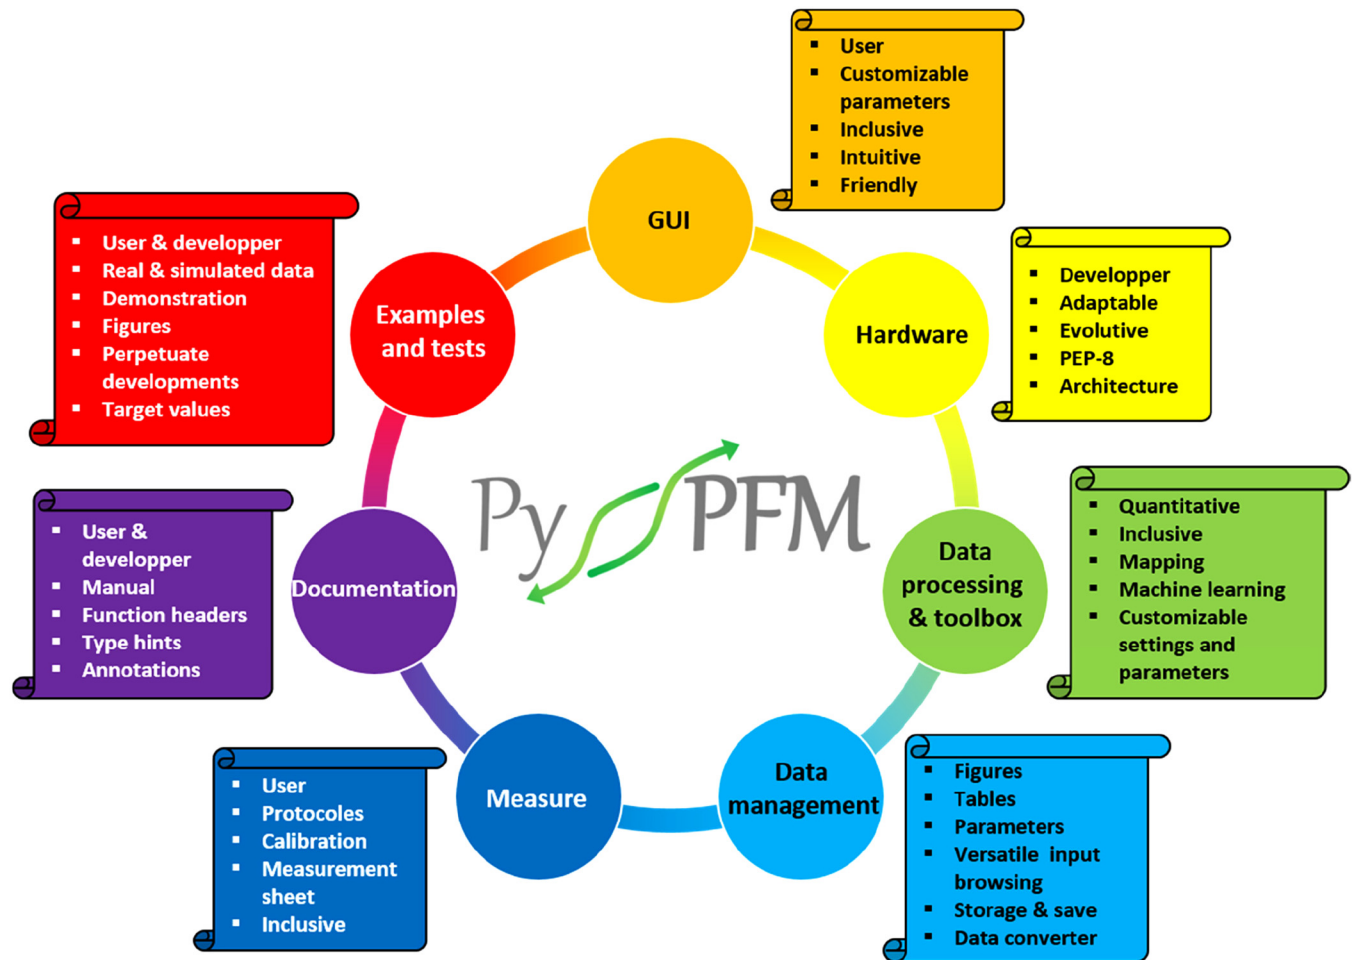 User
Customizable
parameters
Inclusive
Intuitive
Friendly
GUI
User & developper
Real & simulated data
Demonstration
Figures
Perpetuate
developments
Target values
Examples
and tests
Hardware
Developper
Adaptable
Evolutive
PEP-8
Architecture
Py PFM
User &
developper
Manual
Function headers
Type hints
Annotations
Documentation
Data
processing
& toolbox
Quantitative
Inclusive
Mapping
Machine learning
Customizable
settings and
parameters
User
Protocoles
Calibration
Measurement
sheet
Inclusive
Measure
Data
management
Figures
Tables
Parameters
Versatile input
browsing
Storage & save
Data converter